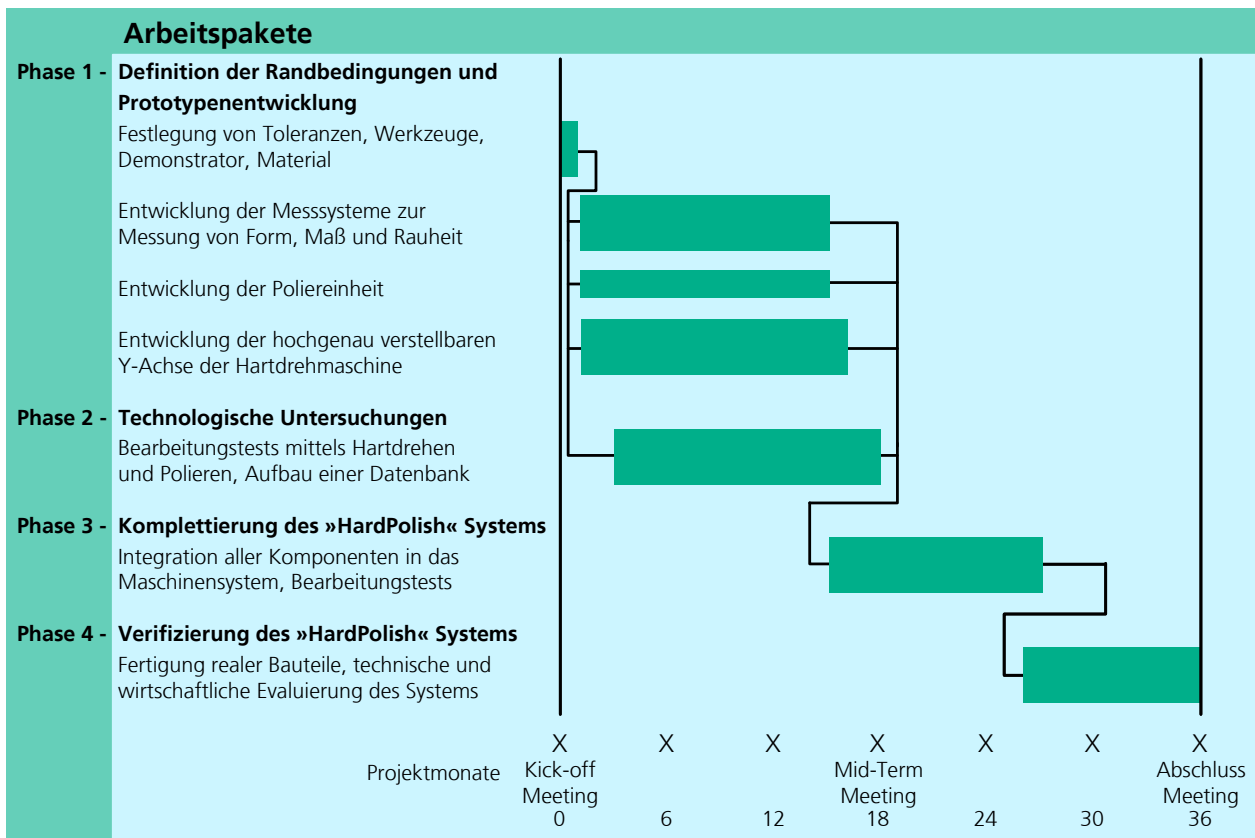 Arbeitspakete
Phase 1 - Definition der Randbedingungen und
Prototypenentwicklung
Festlegung von Toleranzen, Werkzeuge,
Demonstrator, Material
Entwicklung der Messsysteme zur
Messung von Form, Maß und Rauheit
Entwicklung der Poliereinheit
Entwicklung der hochgenau verstellbaren
Y-Achse der Hartdrehmaschine
Phase 2 - Technologische Untersuchungen
Bearbeitungstests mittels Hartdrehen
und Polieren, Aufbau einer Datenbank
Phase 3 - Komplettierung des »HardPolish« Systems
Integration aller Komponenten in das
Maschinensystem, Bearbeitungstests
Phase 4 - Verifizierung des »HardPolish« Systems
Fertigung realer Bauteile, technische und
wirtschaftliche Evaluierung des Systems
X X X X X X X
Projektmonate Kick-off Mid-Term Abschluss
Meeting Meeting Meeting
0 6 12 18 24 30 36